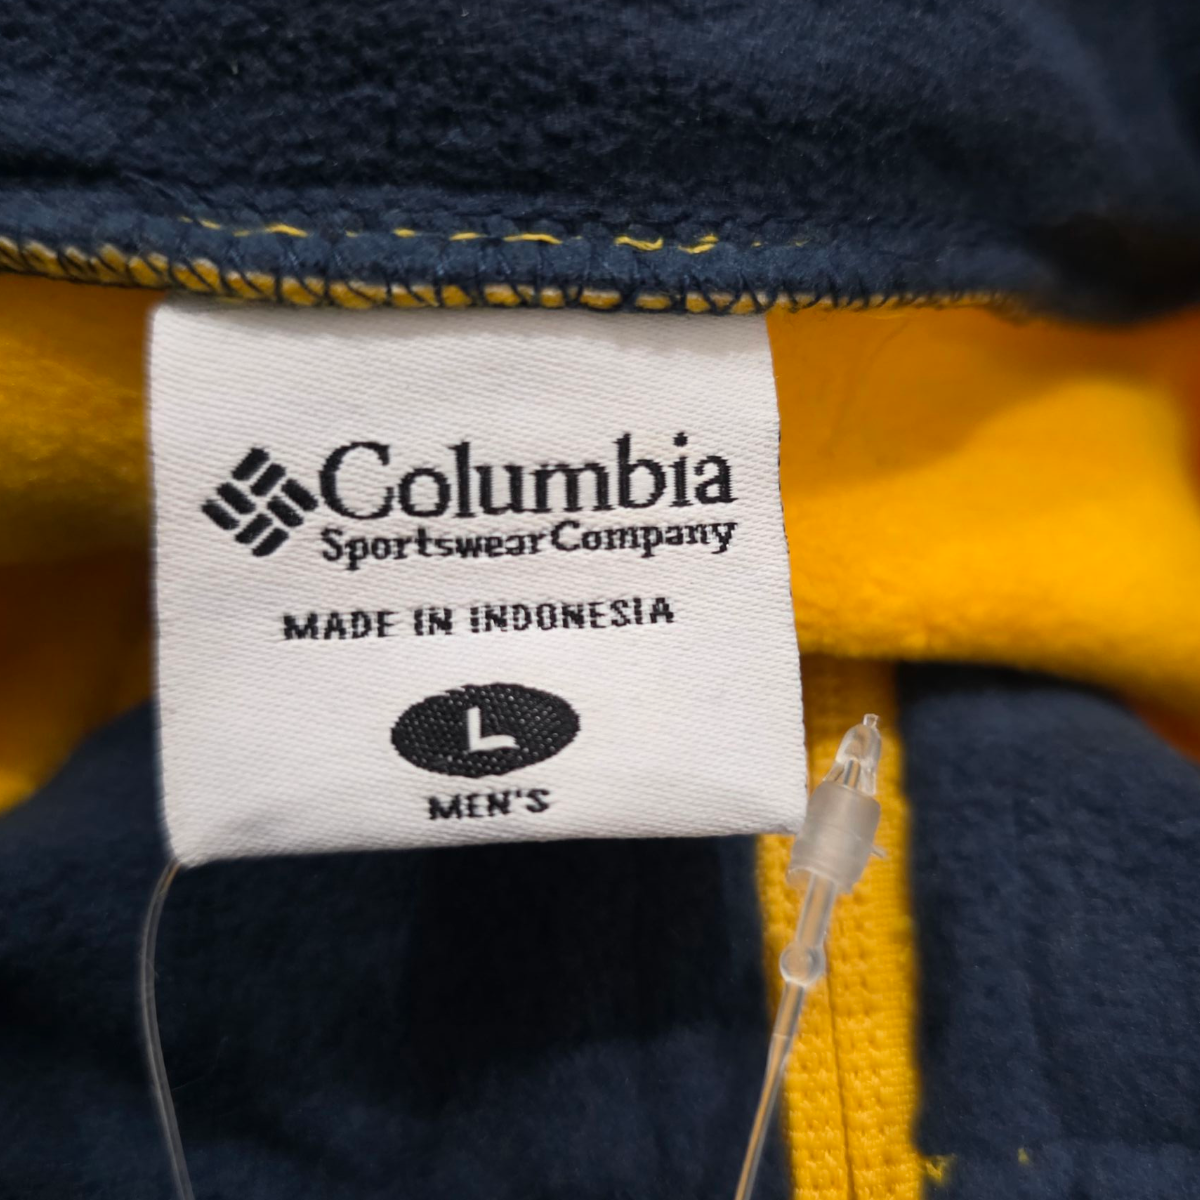 Columbia
Sportswear Company
MADE IN INDONESIA
L
MEN'S